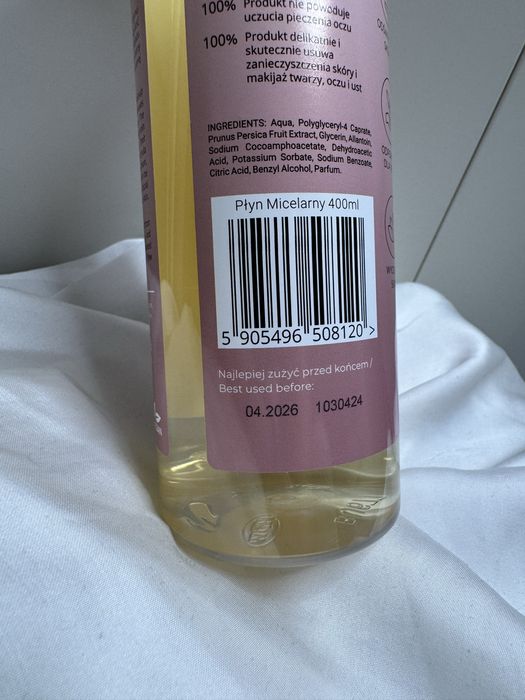 100% Produkt nie powoduje
uczucia pieczenia oczu
100% Produkt delikatnie i
skutecznie usuwa
zanieczyszczenia skóry i
makijaż twarzy, oczu i ust
INGREDIENTS: Aqua, Polyglyceryl-4 Caprate,
Prunus Persica Fruit Extract, Glycerin, Allantoin,
Sodium Cocoamphoacetate, Dehydroacetic
Acid, Potassium Sorbate, Sodium Benzoate,
Citric Acid, Benzyl Alcohol, Parfum.
Płyn Micelarny 400ml
5 905496 508120 >
Najlepiej zużyć przed końcem /
Best used before:
04.2026 1030424